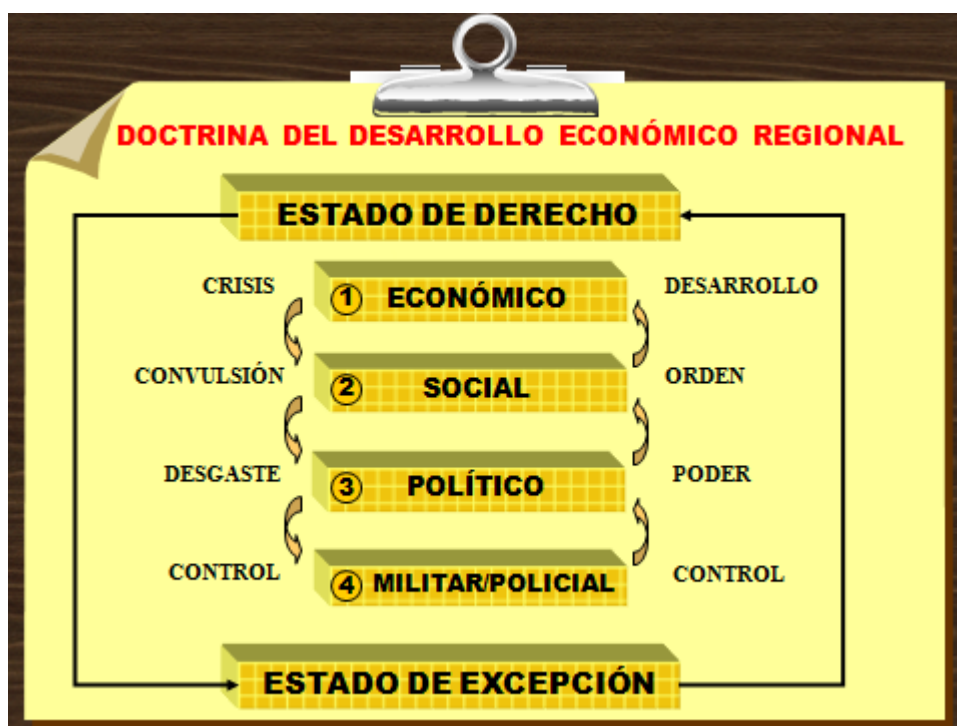 DOCTRINA DEL DESARROLLO ECONÓMICO REGIONAL
ESTADO DE DERECHO
CRISIS
1 ECONÓMICO
DESARROLLO
CONVULSIÓN
2 SOCIAL
ORDEN
DESGASTE
3 POLÍTICO
PODER
CONTROL
4 MILITAR/POLICIAL
CONTROL
ESTADO DE EXCEPCIÓN